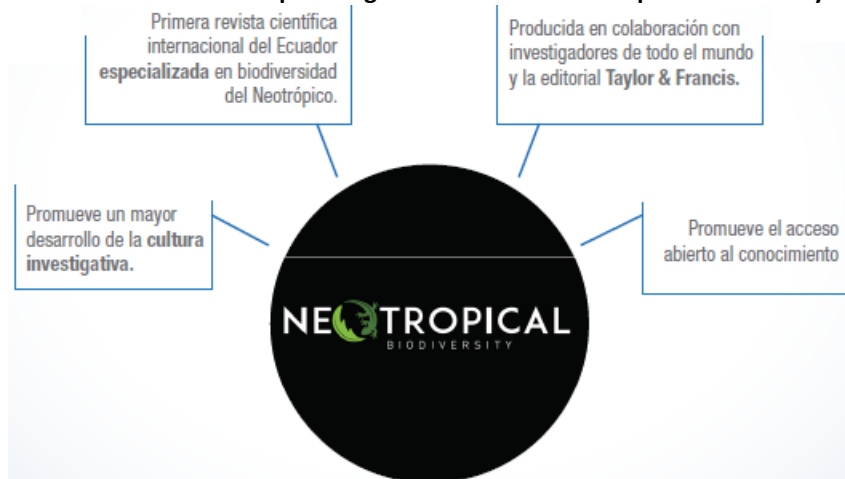 Primera revista científica
internacional del Ecuador
especializada en biodiversidad
del Neotrópico.
Producida en colaboración con
investigadores de todo el mundo
y la editorial Taylor & Francis.
Promueve un mayor
desarrollo de la cultura
investigativa.
Promueve el acceso
abierto al conocimiento
NEOTROPICAL
BIODIVERSITY